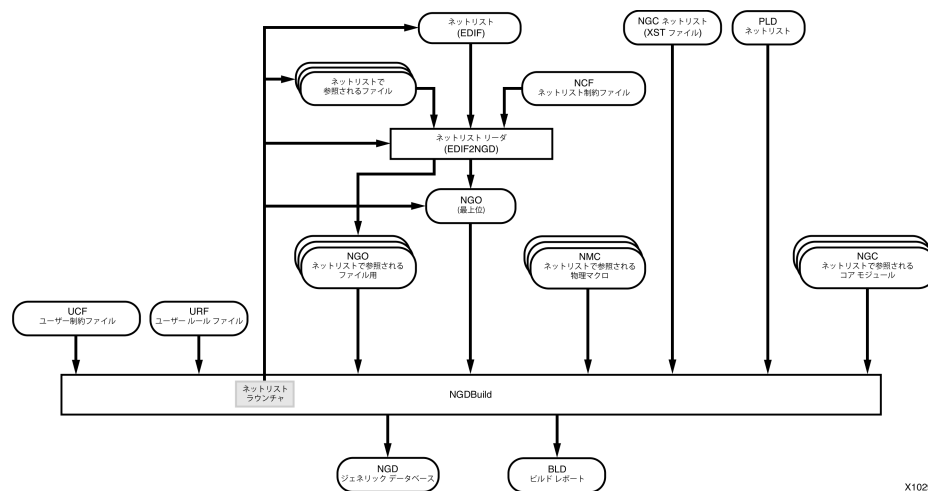 ネットリスト
(EDIF)
NGC ネットリスト
(XST ファイル)
PLD
ネットリスト
ネットリストで
参照されるファイル
NCF
ネットリスト制約ファイル
ネットリスト リーダ
(EDIF2NGD)
NGO
(最上位)
NGO
ネットリストで参照される
ファイル用
NMC
ネットリストで参照される
物理マクロ
NGC
ネットリストで参照される
コア モジュール
UCF
ユーザー制約ファイル
URF
ユーザー ルール ファイル
ネットリスト
ラウンチャ
NGDBuild
NGD
ジェネリック データベース
BLD
ビルド レポート